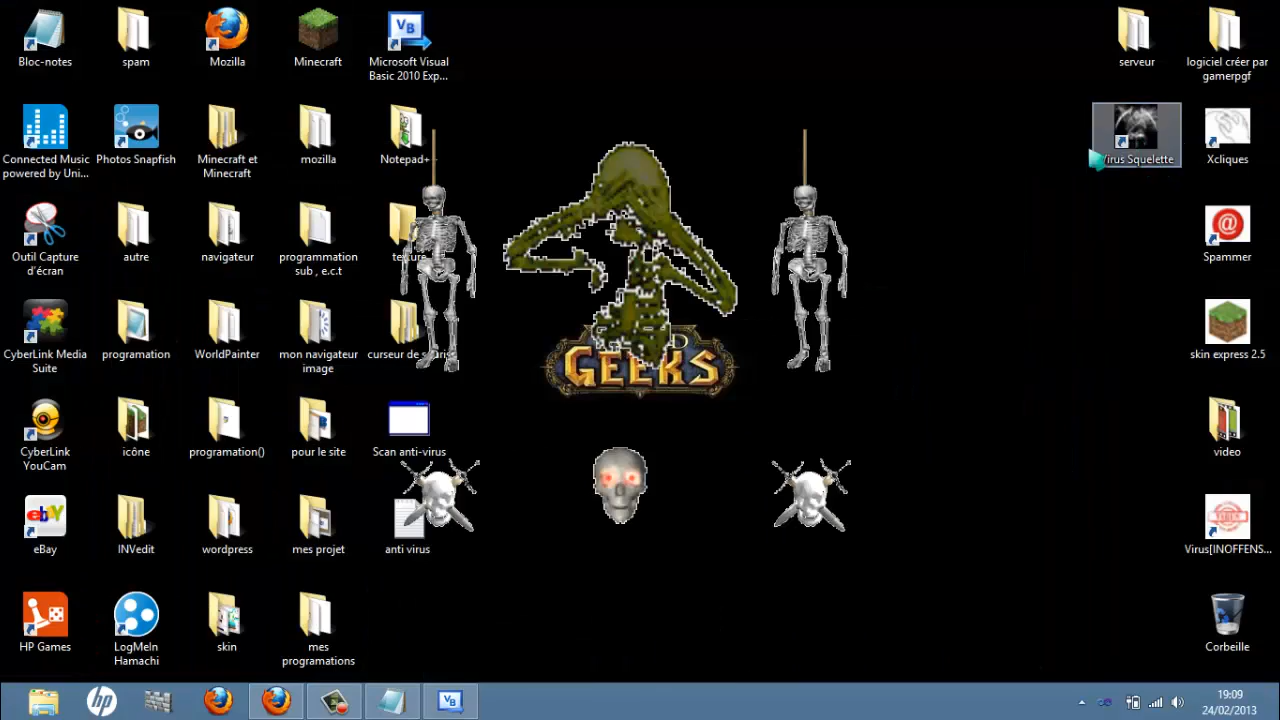 Bloc-notes
spam
Mozilla
Minecraft
Microsoft Visual
Basic 2010 Exp...
serveur
logiciel créer par
gamerpgf
Connected Music
powered by Uni...
Photos Snapfish
Minecraft et
Minecraft
mozilla
Notepad+
Virus Squelette
Xcliques
Outil Capture
d'écran
autre
navigateur
programmation
sub , e.c.t
Spammer
CyberLink Media
Suite
programation
WorldPainter
mon navigateur
image
curseur de
skin express 2.5
GEEKS
CyberLink
YouCam
icône
programation()
pour le site
Scan anti-virus
video
eBay
INVedit
wordpress
mes projet
anti virus
Virus[INOFFENS...
HP Games
LogMeIn
Hamachi
skin
mes
programations
Corbeille
19:09
24/02/2013